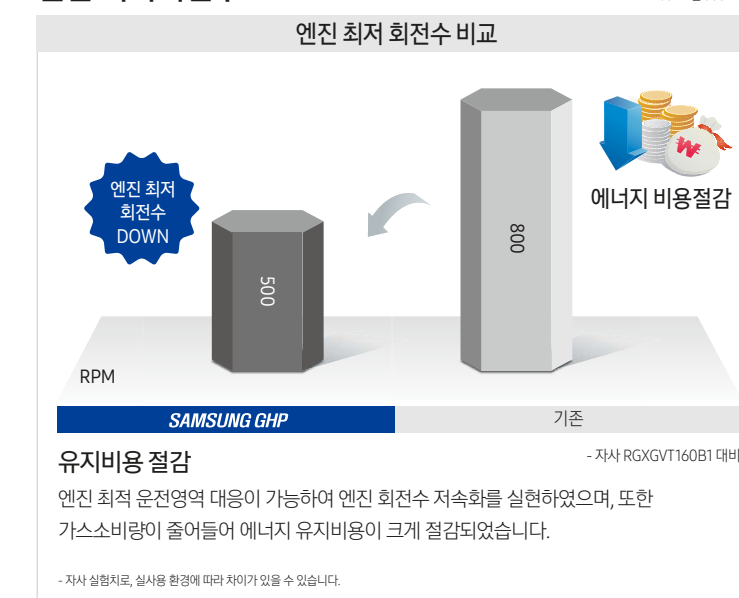 엔진 최저 회전수 비교
엔진 최저
회전수
DOWN
에너지 비용절감
800
500
RPM
SAMSUNG GHP
기존
유지비용 절감
- 자사 RGXGVT160B1 대비
엔진 최적 운전영역 대응이 가능하여 엔진 회전수 저속화를 실현하였으며, 또한
가스소비량이 줄어들어 에너지 유지비용이 크게 절감되었습니다.
- 자사 실험치로, 실사용 환경에 따라 차이가 있을 수 있습니다.